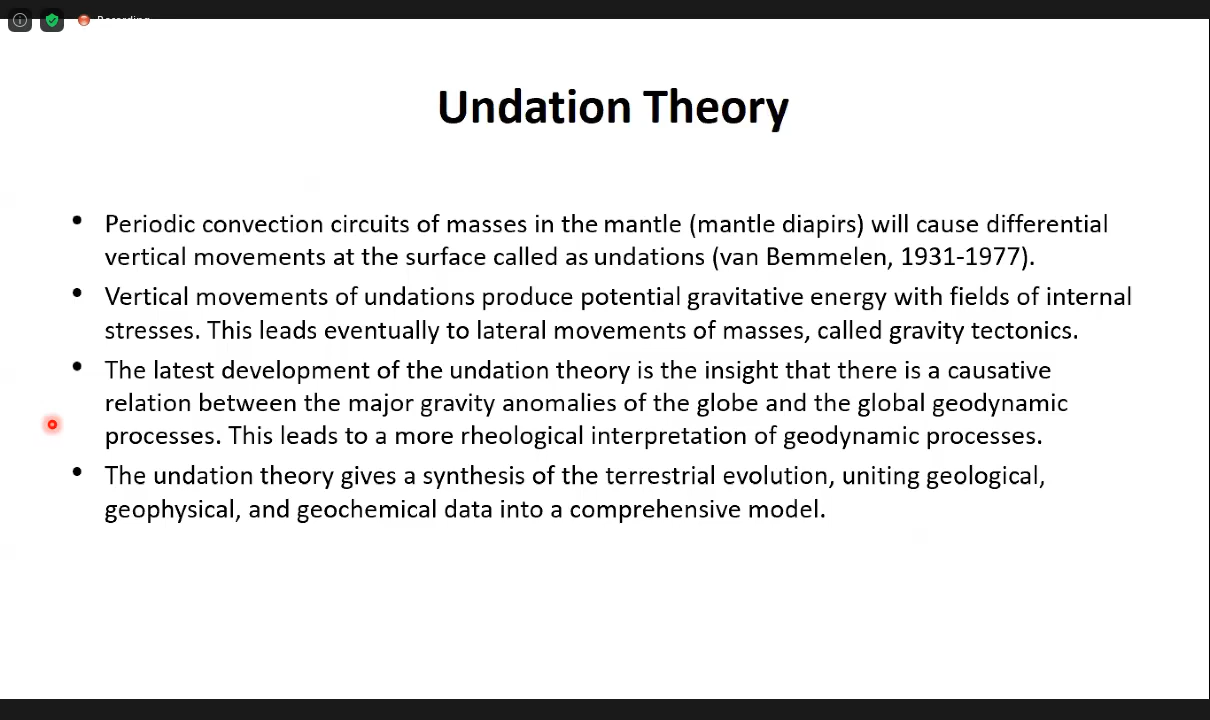 Recording
Undation Theory
• Periodic convection circuits of masses in the mantle (mantle diapirs) will cause differential
vertical movements at the surface called as undations (van Bemmelen, 1931-1977).
• Vertical movements of undations produce potential gravitative energy with fields of internal
stresses. This leads eventually to lateral movements of masses, called gravity tectonics.
• The latest development of the undation theory is the insight that there is a causative
relation between the major gravity anomalies of the globe and the global geodynamic
processes. This leads to a more rheological interpretation of geodynamic processes.
• The undation theory gives a synthesis of the terrestrial evolution, uniting geological,
geophysical, and geochemical data into a comprehensive model.